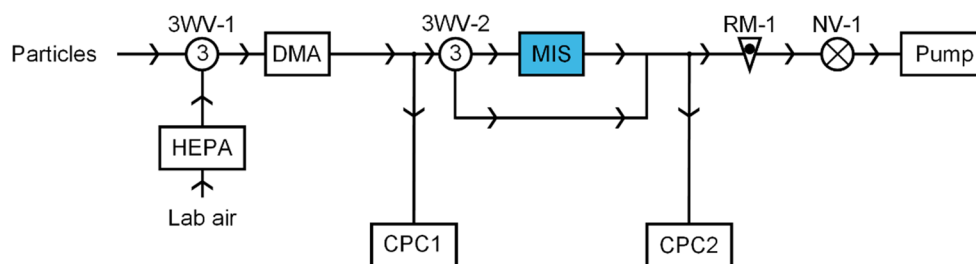 3WV-1
3WV-2
RM-1
NV-1
Particles
3
DMA
3
MIS
Pump
HEPA
Lab air
CPC1
CPC2